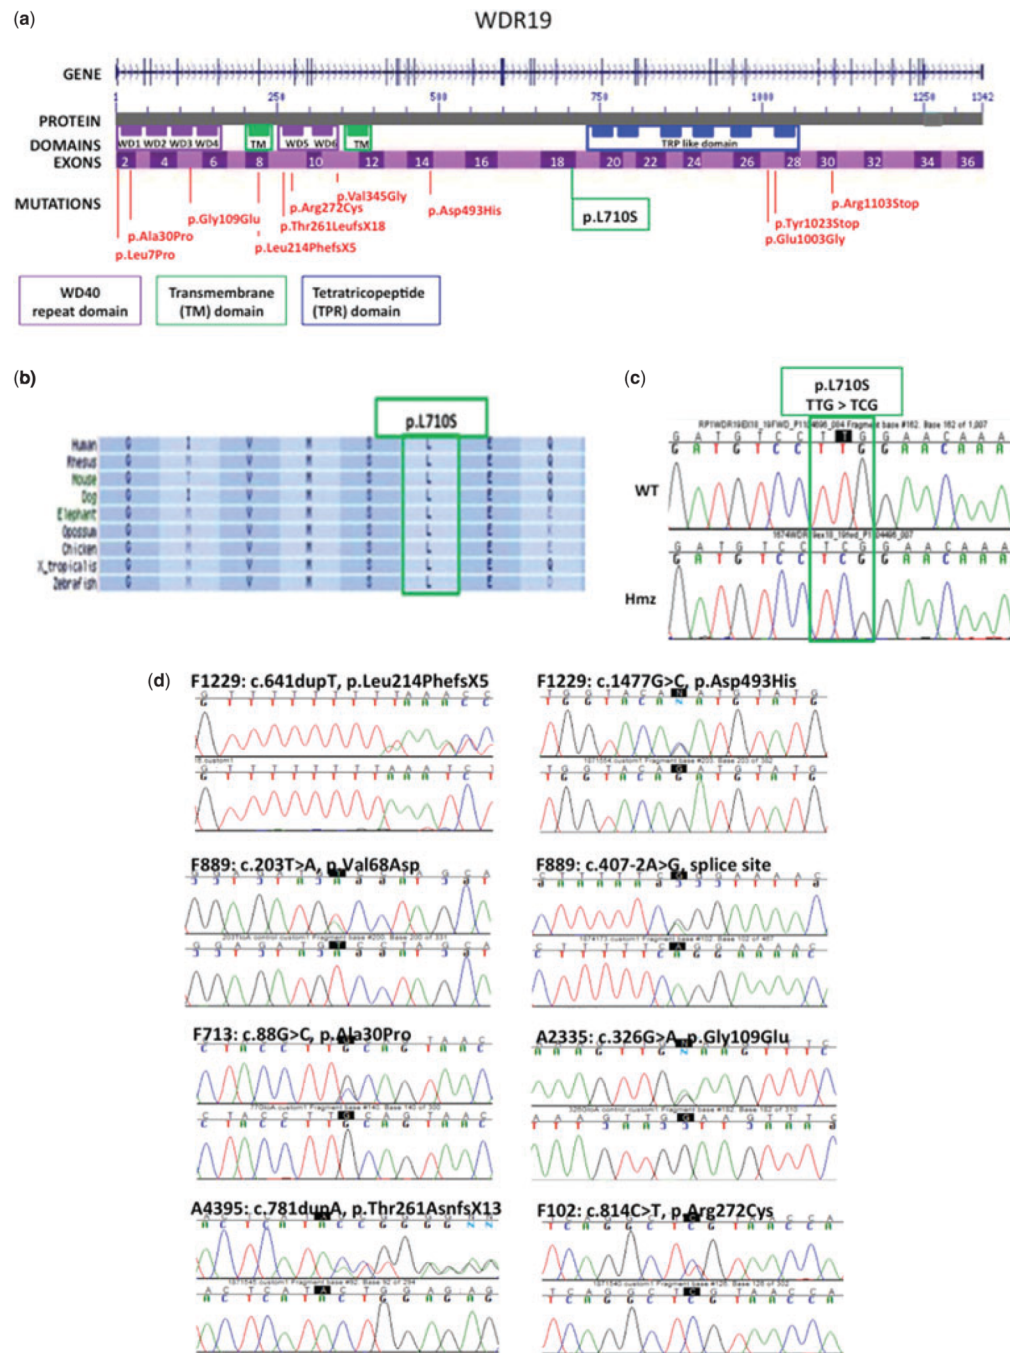 (a)
WDR19
GENE
1 250 500 750 1000 1250 1342
PROTEIN
DOMAINS
WD1 WD2 WD3 WD4 TM WD5 WD6 TM TRP like domain
EXONS
2 4 6 8 10 12 14 16 18 20 22 24 26 28 30 32 34 36
MUTATIONS
p.Val345Gly
p.Arg272Cys
p.Asp493His
p.Arg1103Stop
p.Gly109Glu
p.L710S
p.Thr261LeufsX18
p.Tyr1023Stop
p.Ala30Pro
p.Glu1003Gly
p.Leu214PhefsX5
p.Leu7Pro
WD40
repeat domain
Transmembrane
(TM) domain
Tetratricopeptide
(TPR) domain
(b)
p.L710S
Human G I V M S L E Q
Rhesus G V M S L E Q
Mouse G T V M S L E Q
Dog G I V M S L E Q
Elephant G V M S L E
Opossum G V M S L E
Chicken G V M S L E
X_tropicalis G V M S L E
Zebrafish G V M S L E
(c)
p.L710S
TTG > TCG
G A T G T C C T T G G A A C A A A
G A T G T C C T T G G A A C A A A
WT
G A T G T C C T C G G A A C A A A
G A T G T C C T C G G A A C A A A
Hmz
(d)
F1229: c.641dupT, p.Leu214PhefsX5
G T T T T T T T T T A A A C C
G T T T T T T T T T A A A C C
G T T T T T T T T A A A T C T
G T T T T T T T T A A A T C T
F1229: c.1477G>C, p.Asp493His
T G G T A C A N A T G T A T G
T G G T A C A N A T G T A T G
T G G T A C A G A T G T A T G
T G G T A C A G A T G T A T G
F889: c.203T>A, p.Val68Asp
G G A G A T G T C C T A G C A
F889: c.407-2A>G, splice site
C T T T T T C A G G A A A A C
F713: c.88G>C, p.Ala30Pro
C T A C C T T G C A G T A A C
C T A C C T T G C A G T A A C
C T A C C T T G C A G T A A C
C T A C C T T G C A G T A A C
A2335: c.326G>A, p.Gly109Glu
A A A G T T G N A A G T T T C
A A A G T T G G A A G T T T C
A4395: c.781dupA, p.Thr261AsnfsX13
A C T C A T A C C G G G G N N
A C T C A T A C T G G A G A G
A C T C A T A C T G G A G A G
F102: c.814C>T, p.Arg272Cys
T C A G G C T C G T A A C C A
T C A G G C T C G T A A C C A
T C A G G C T C G T A A C C A
T C A G G C T C G T A A C C A